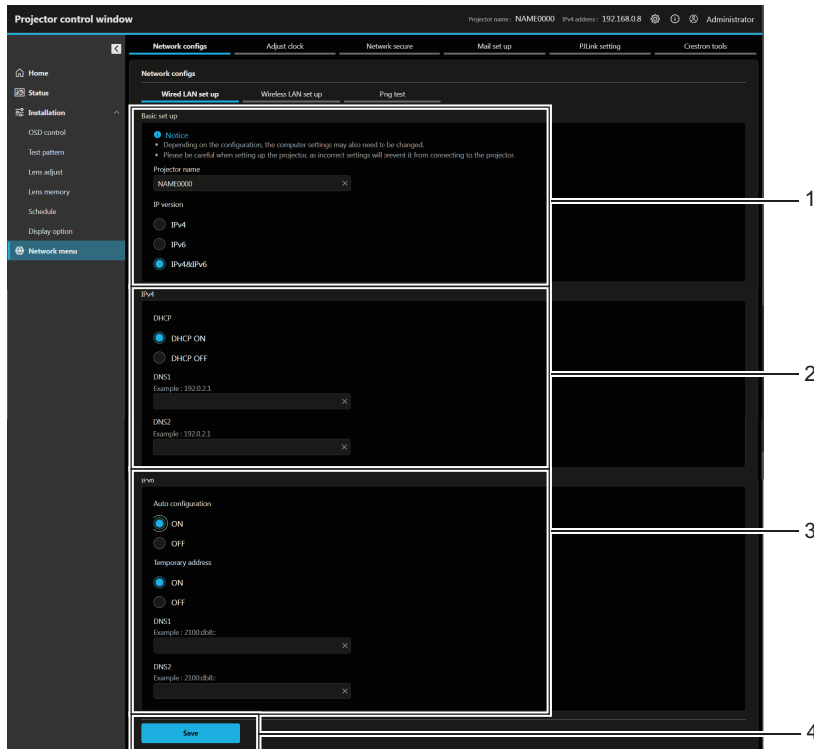 Projector control window
Projector name : NAME0000 IPv4 address : 192.168.0.8 Administrator
Network configs Adjust clock Network secure Mail set up PJLink setting Crestron tools
Home
Status
Installation
OSD control
Test pattern
Lens adjust
Lens memory
Schedule
Display option
Network menu
Network configs
Wired LAN set up Wireless LAN set up Png test
Basic set up
Notice
• Depending on the configuration, the computer settings may also need to be changed.
• Please be careful when setting up the projector, as incorrect settings will prevent it from connecting to the projector.
Projector name
NAME0000
IP version
IPv4
IPv6
IPv4&IPv6
1
IPv4
DHCP
DHCP ON
DHCP OFF
DNS1
Example : 192.0.2.1
DNS2
Example : 192.0.2.1
2
IPv6
Auto configuration
ON
OFF
Temporary address
ON
OFF
DNS1
Example : 2100:db8::
DNS2
Example : 2100:db8::
3
Save
4